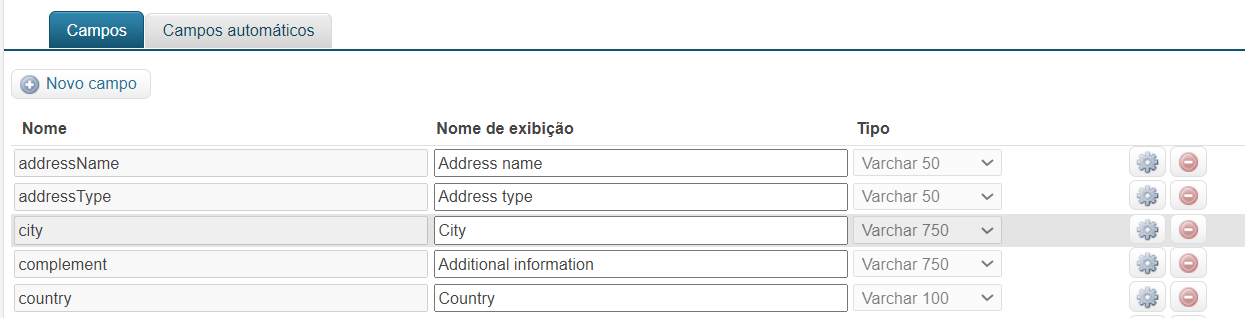 Campos Campos automáticos
Novo campo
Nome Nome de exibição Tipo
addressName Address name Varchar 50
addressType Address type Varchar 50
city City Varchar 750
complement Additional information Varchar 750
country Country Varchar 100